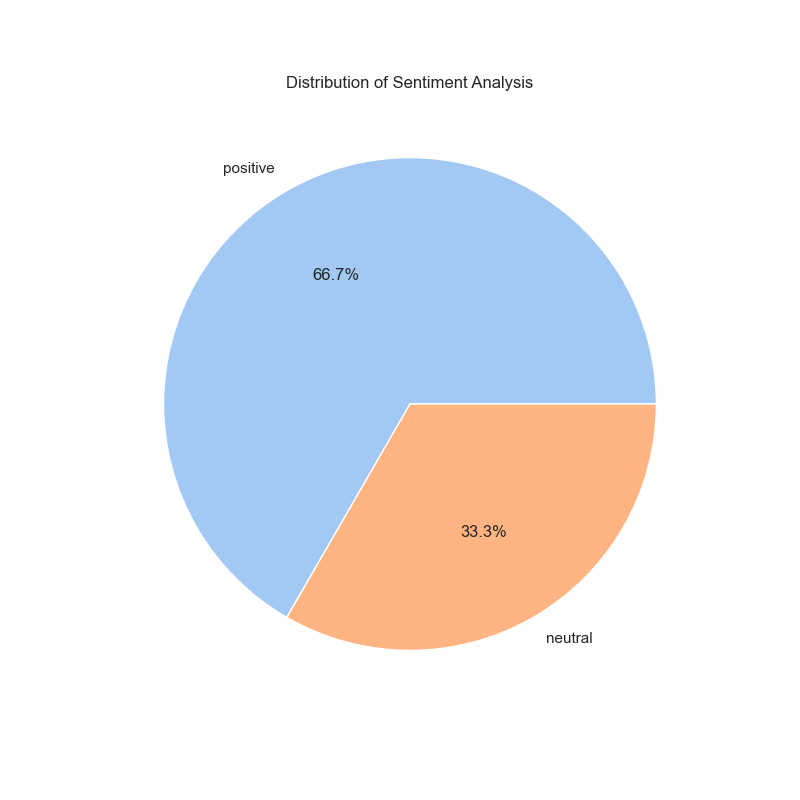 Distribution of Sentiment Analysis
positive
66.7%
33.3%
neutral